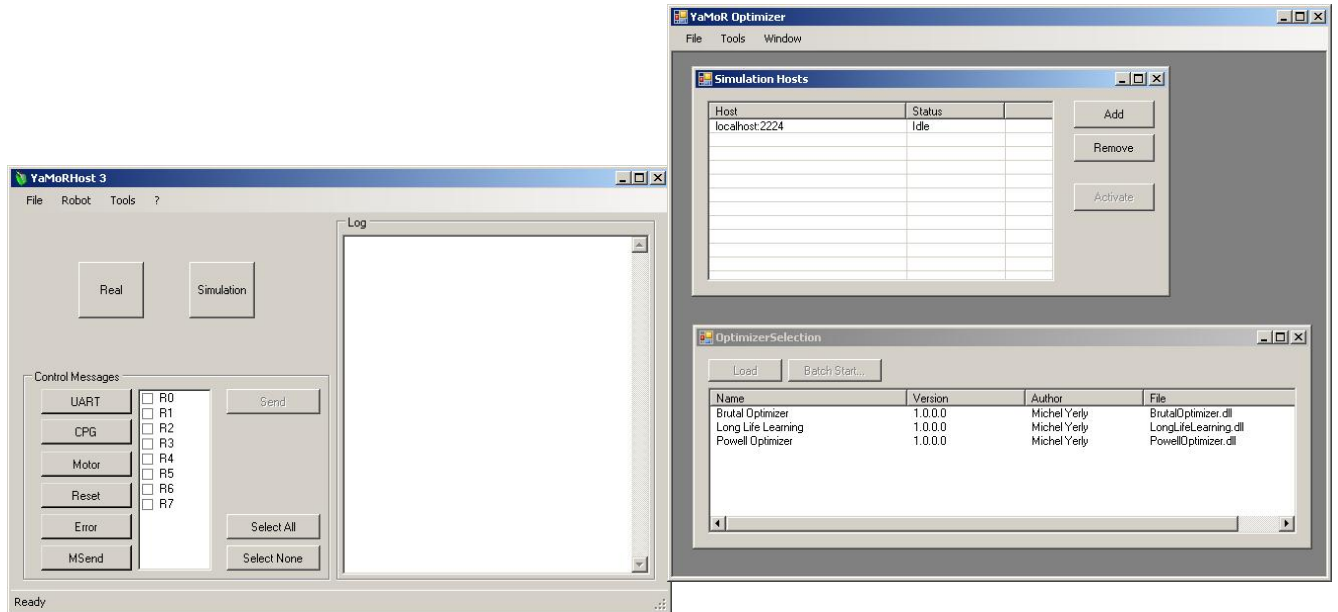 YaMoRHost 3
File Robot Tools ?
Real Simulation
Control Messages
UART
CPG
Motor
Reset
Error
MSend
R0
R1
R2
R3
R4
R5
R6
R7
Send
Select All
Select None
Log
Ready
YaMoR Optimizer
File Tools Window
Simulation Hosts
Host Status
localhost:2224 Idle
Add
Remove
Activate
OptimizerSelection
Load Batch Start...
Name Version Author File
Brutal Optimizer 1.0.0.0 Michel Yerly BrutalOptimizer.dll
Long Life Learning 1.0.0.0 Michel Yerly LongLifeLearning.dll
Powell Optimizer 1.0.0.0 Michel Yerly PowellOptimizer.dll